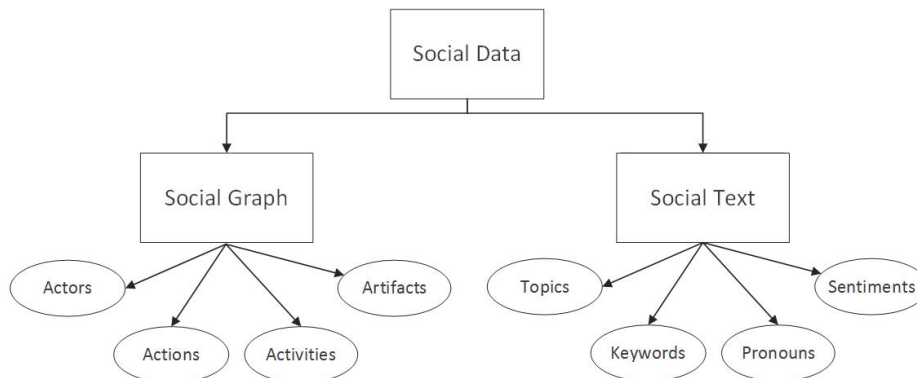 Social Data
Social Graph
Social Text
Actors
Artifacts
Topics
Sentiments
Actions
Activities
Keywords
Pronouns